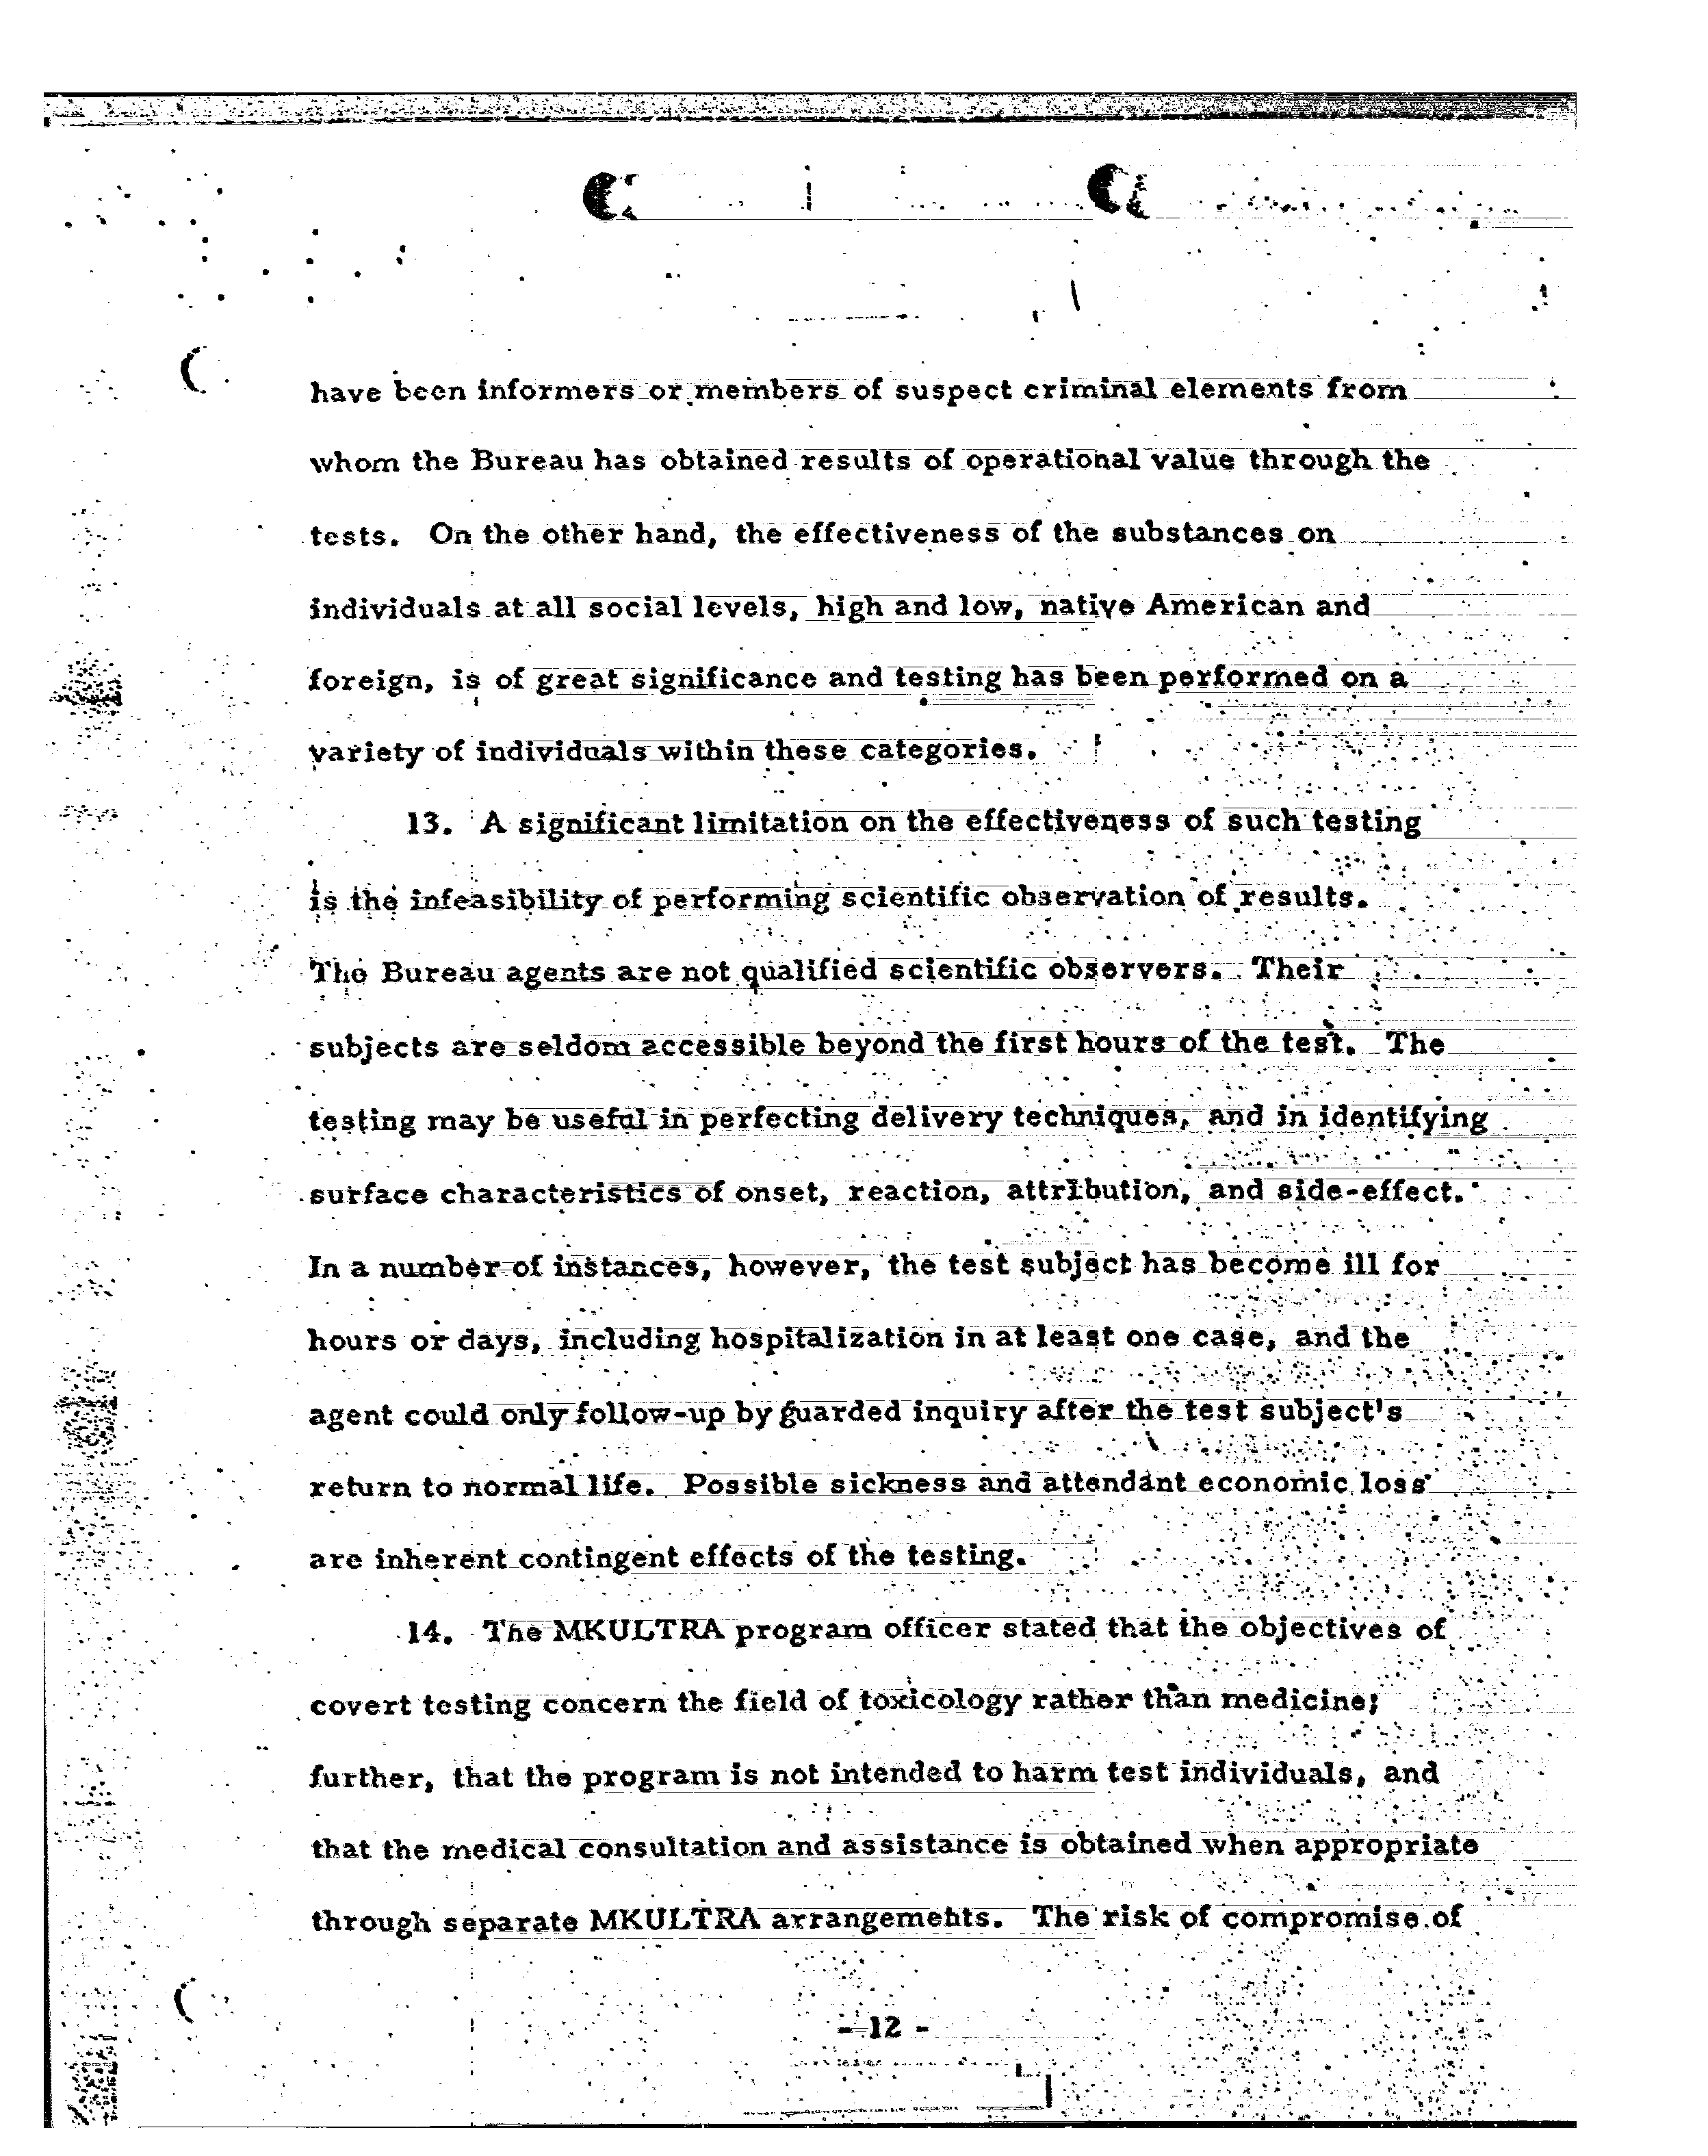 have been informers or members of suspect criminal elements from
whom the Bureau has obtained results of operational value through the
tests. On the other hand, the effectiveness of the substances on
individuals at all social levels, high and low, native American and
foreign, is of great significance and testing has been performed on a
variety of individuals within these categories.
13. A significant limitation on the effectiveness of such testing
is the infeasibility of performing scientific observation of results.
The Bureau agents are not qualified scientific observers. Their
subjects are seldom accessible beyond the first hours of the test. The
testing may be useful in perfecting delivery techniques, and in identifying
surface characteristics of onset, reaction, attribution, and side-effect.
In a number of instances, however, the test subject has become ill for
hours or days, including hospitalization in at least one case, and the
agent could only follow-up by guarded inquiry after the test subject's
return to normal life. Possible sickness and attendant economic loss
are inherent contingent effects of the testing.
14. The MKULTRA program officer stated that the objectives of
covert testing concern the field of toxicology rather than medicine;
further, that the program is not intended to harm test individuals, and
that the medical consultation and assistance is obtained when appropriate
through separate MKULTRA arrangements. The risk of compromise of
- 12 -